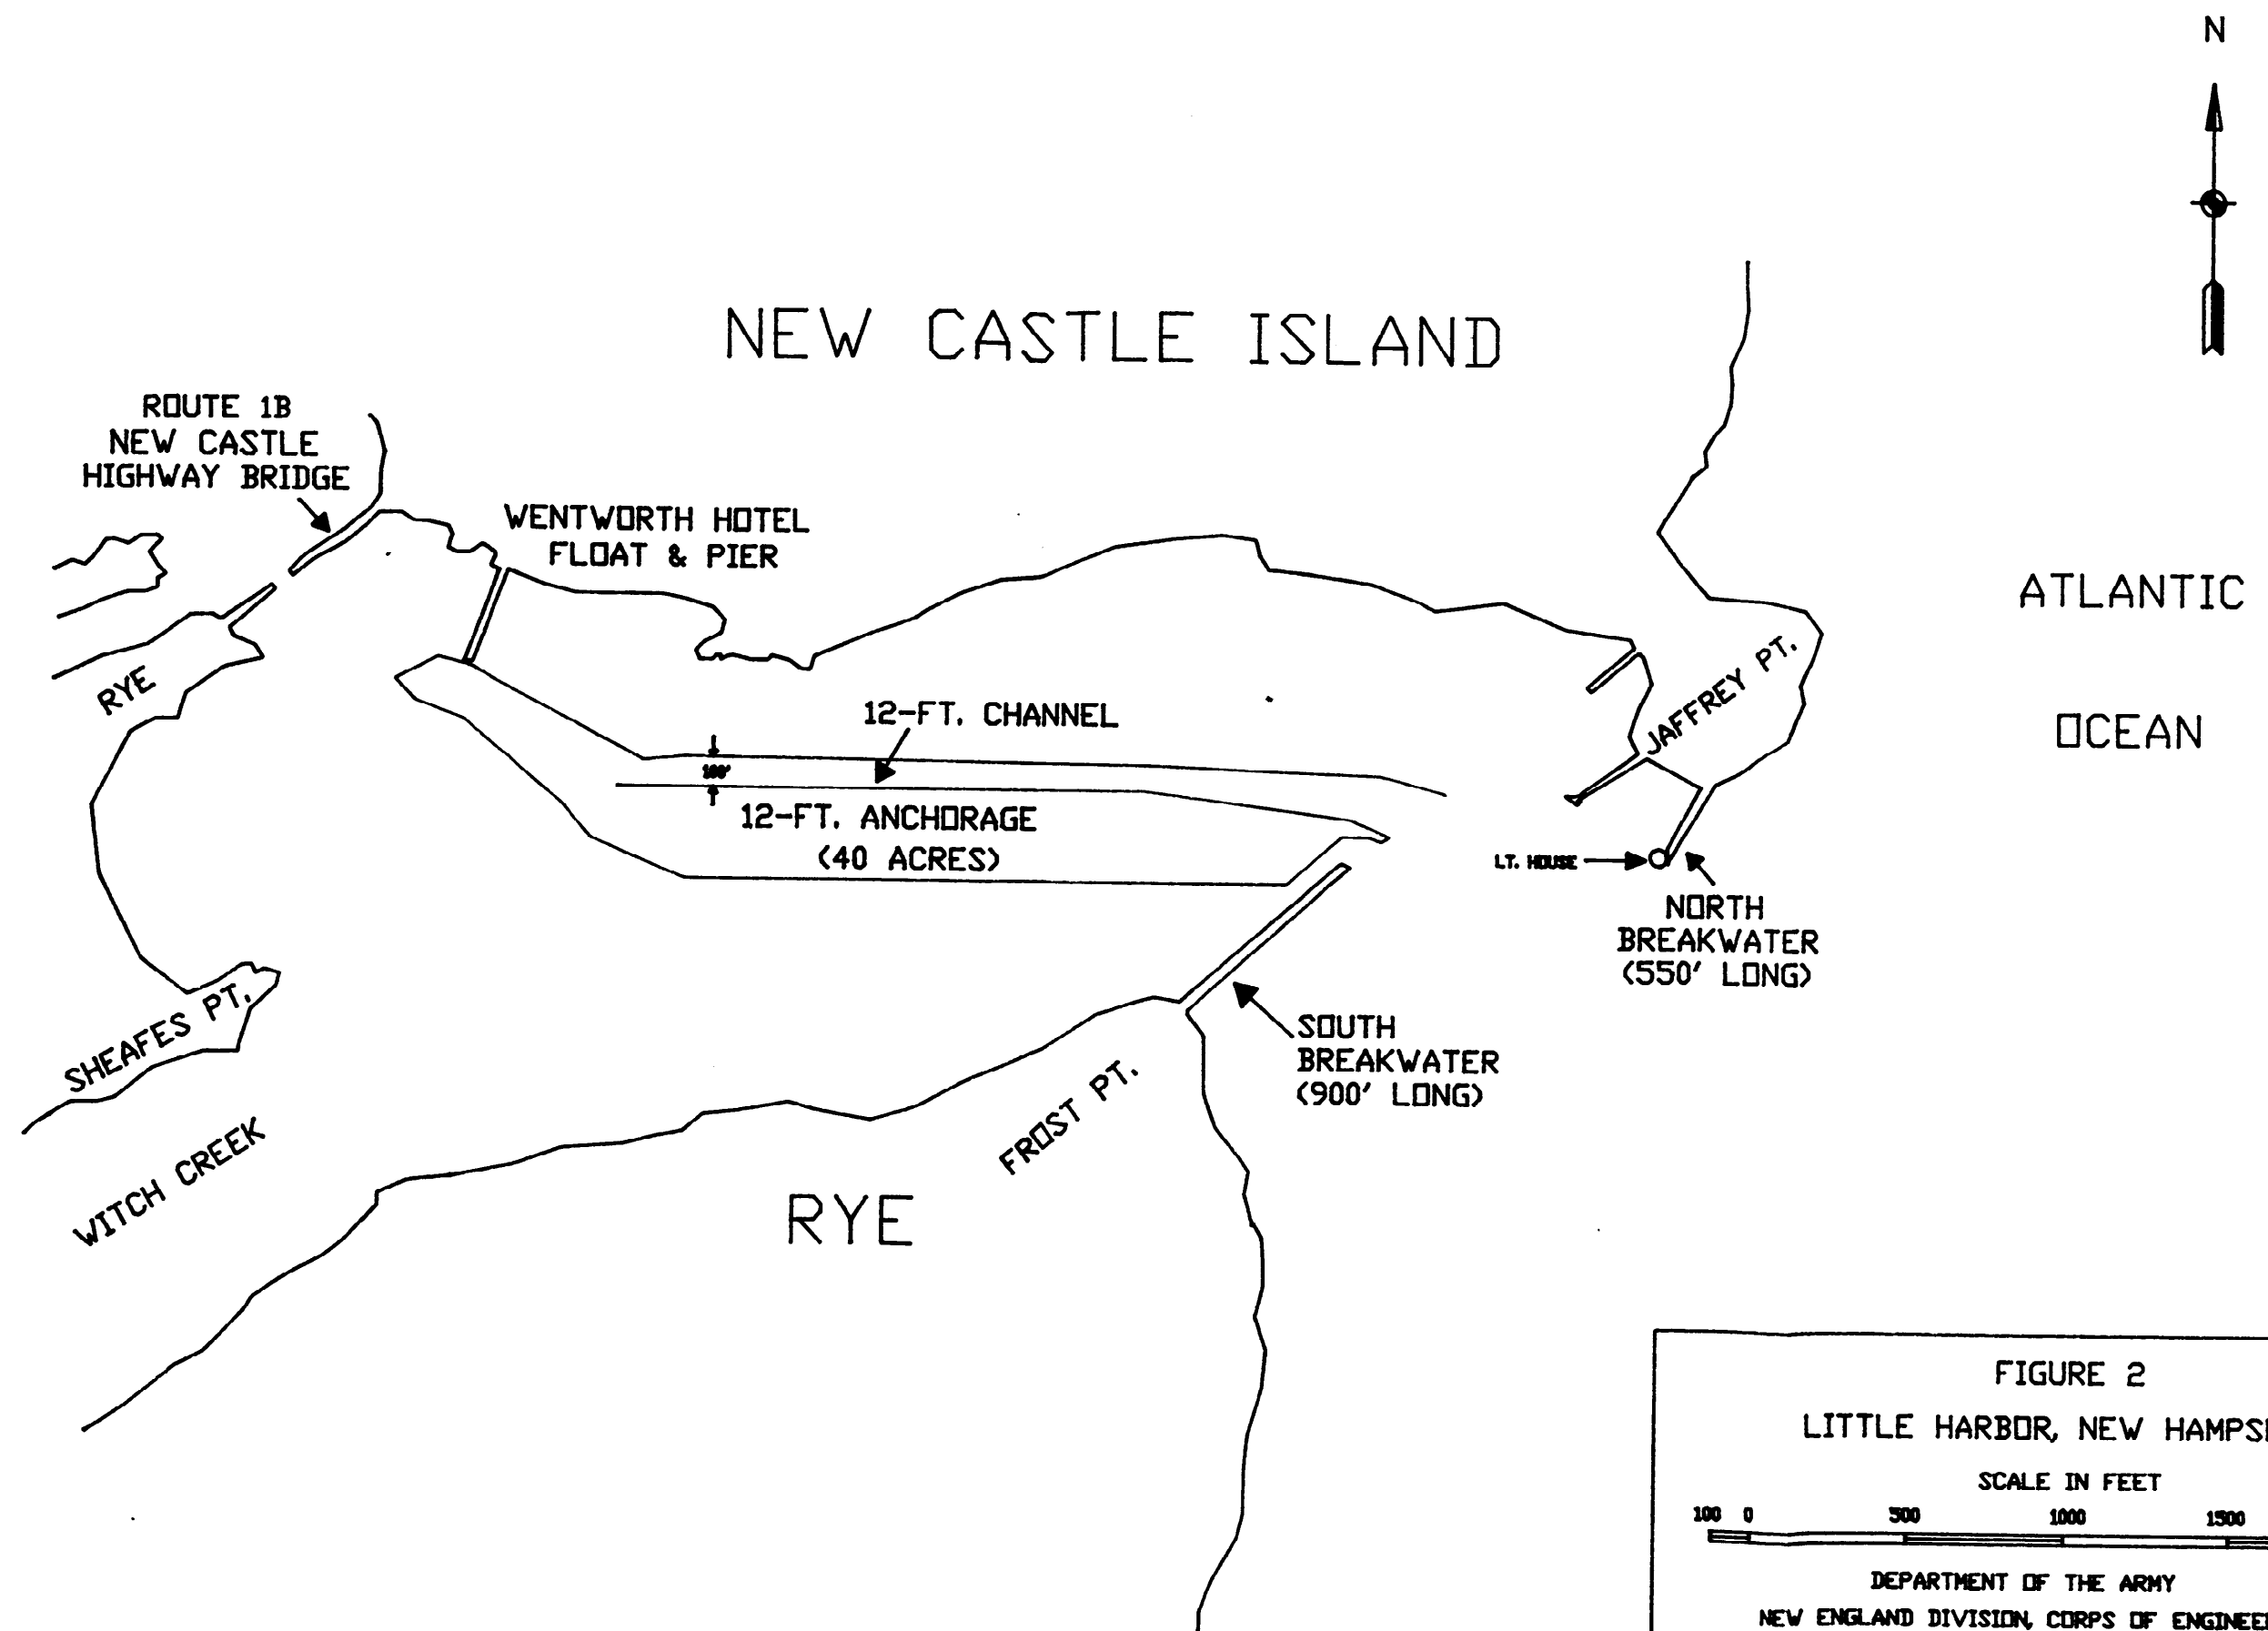 N
NEW CASTLE ISLAND
ROUTE 1B
NEW CASTLE
HIGHWAY BRIDGE
WENTWORTH HOTEL
FLOAT & PIER
ATLANTIC
OCEAN
RYE
JAFFREY PT.
12-FT. CHANNEL
100'
12-FT. ANCHORAGE
(40 ACRES)
LT. HOUSE
NORTH
BREAKWATER
(550' LONG)
SHEAFES PT.
SOUTH
BREAKWATER
(900' LONG)
FROST PT.
WITCH CREEK
RYE
FIGURE 2
LITTLE HARBOR, NEW HAMPS
SCALE IN FEET
100 0 500 1000 1500
DEPARTMENT OF THE ARMY
NEW ENGLAND DIVISION, CORPS OF ENGINEE